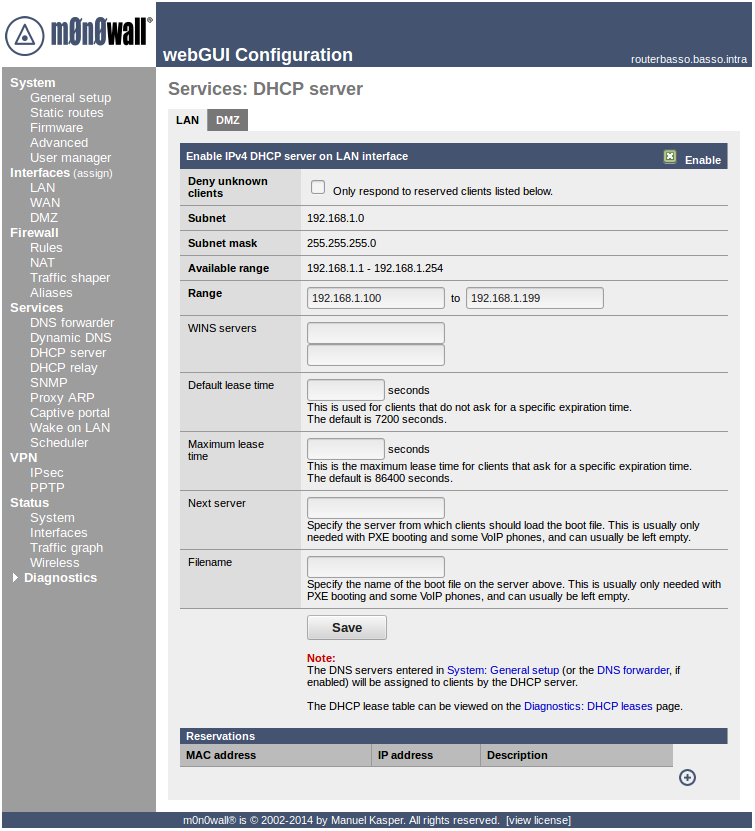 m0n0wall®
webGUI Configuration
routerbasso.basso.intra
System
General setup
Static routes
Firmware
Advanced
User manager
Interfaces (assign)
LAN
WAN
DMZ
Firewall
Rules
NAT
Traffic shaper
Aliases
Services
DNS forwarder
Dynamic DNS
DHCP server
DHCP relay
SNMP
Proxy ARP
Captive portal
Wake on LAN
Scheduler
VPN
IPsec
PPTP
Status
System
Interfaces
Traffic graph
Wireless
Diagnostics
Services: DHCP server
LAN DMZ
Enable IPv4 DHCP server on LAN interface Enable
Deny unknown
clients
Only respond to reserved clients listed below.
Subnet 192.168.1.0
Subnet mask 255.255.255.0
Available range 192.168.1.1 - 192.168.1.254
Range 192.168.1.100 to 192.168.1.199
WINS servers
Default lease time seconds
This is used for clients that do not ask for a specific expiration time.
The default is 7200 seconds.
Maximum lease
time
seconds
This is the maximum lease time for clients that ask for a specific expiration time.
The default is 86400 seconds.
Next server
Specify the server from which clients should load the boot file. This is usually only
needed with PXE booting and some VoIP phones, and can usually be left empty.
Filename
Specify the name of the boot file on the server above. This is usually only needed with
PXE booting and some VoIP phones, and can usually be left empty.
Save
Note:
The DNS servers entered in System: General setup (or the DNS forwarder, if
enabled) will be assigned to clients by the DHCP server.
The DHCP lease table can be viewed on the Diagnostics: DHCP leases page.
Reservations
MAC address IP address Description
m0n0wall® is © 2002-2014 by Manuel Kasper. All rights reserved. [view license]